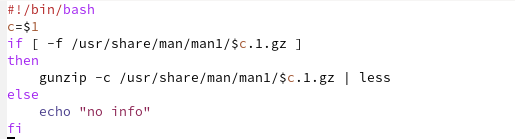 #!/bin/bash
c=$1
if [ -f /usr/share/man/man1/$c.1.gz ]
then
    gunzip -c /usr/share/man/man1/$c.1.gz | less
else
    echo "no info"
fi